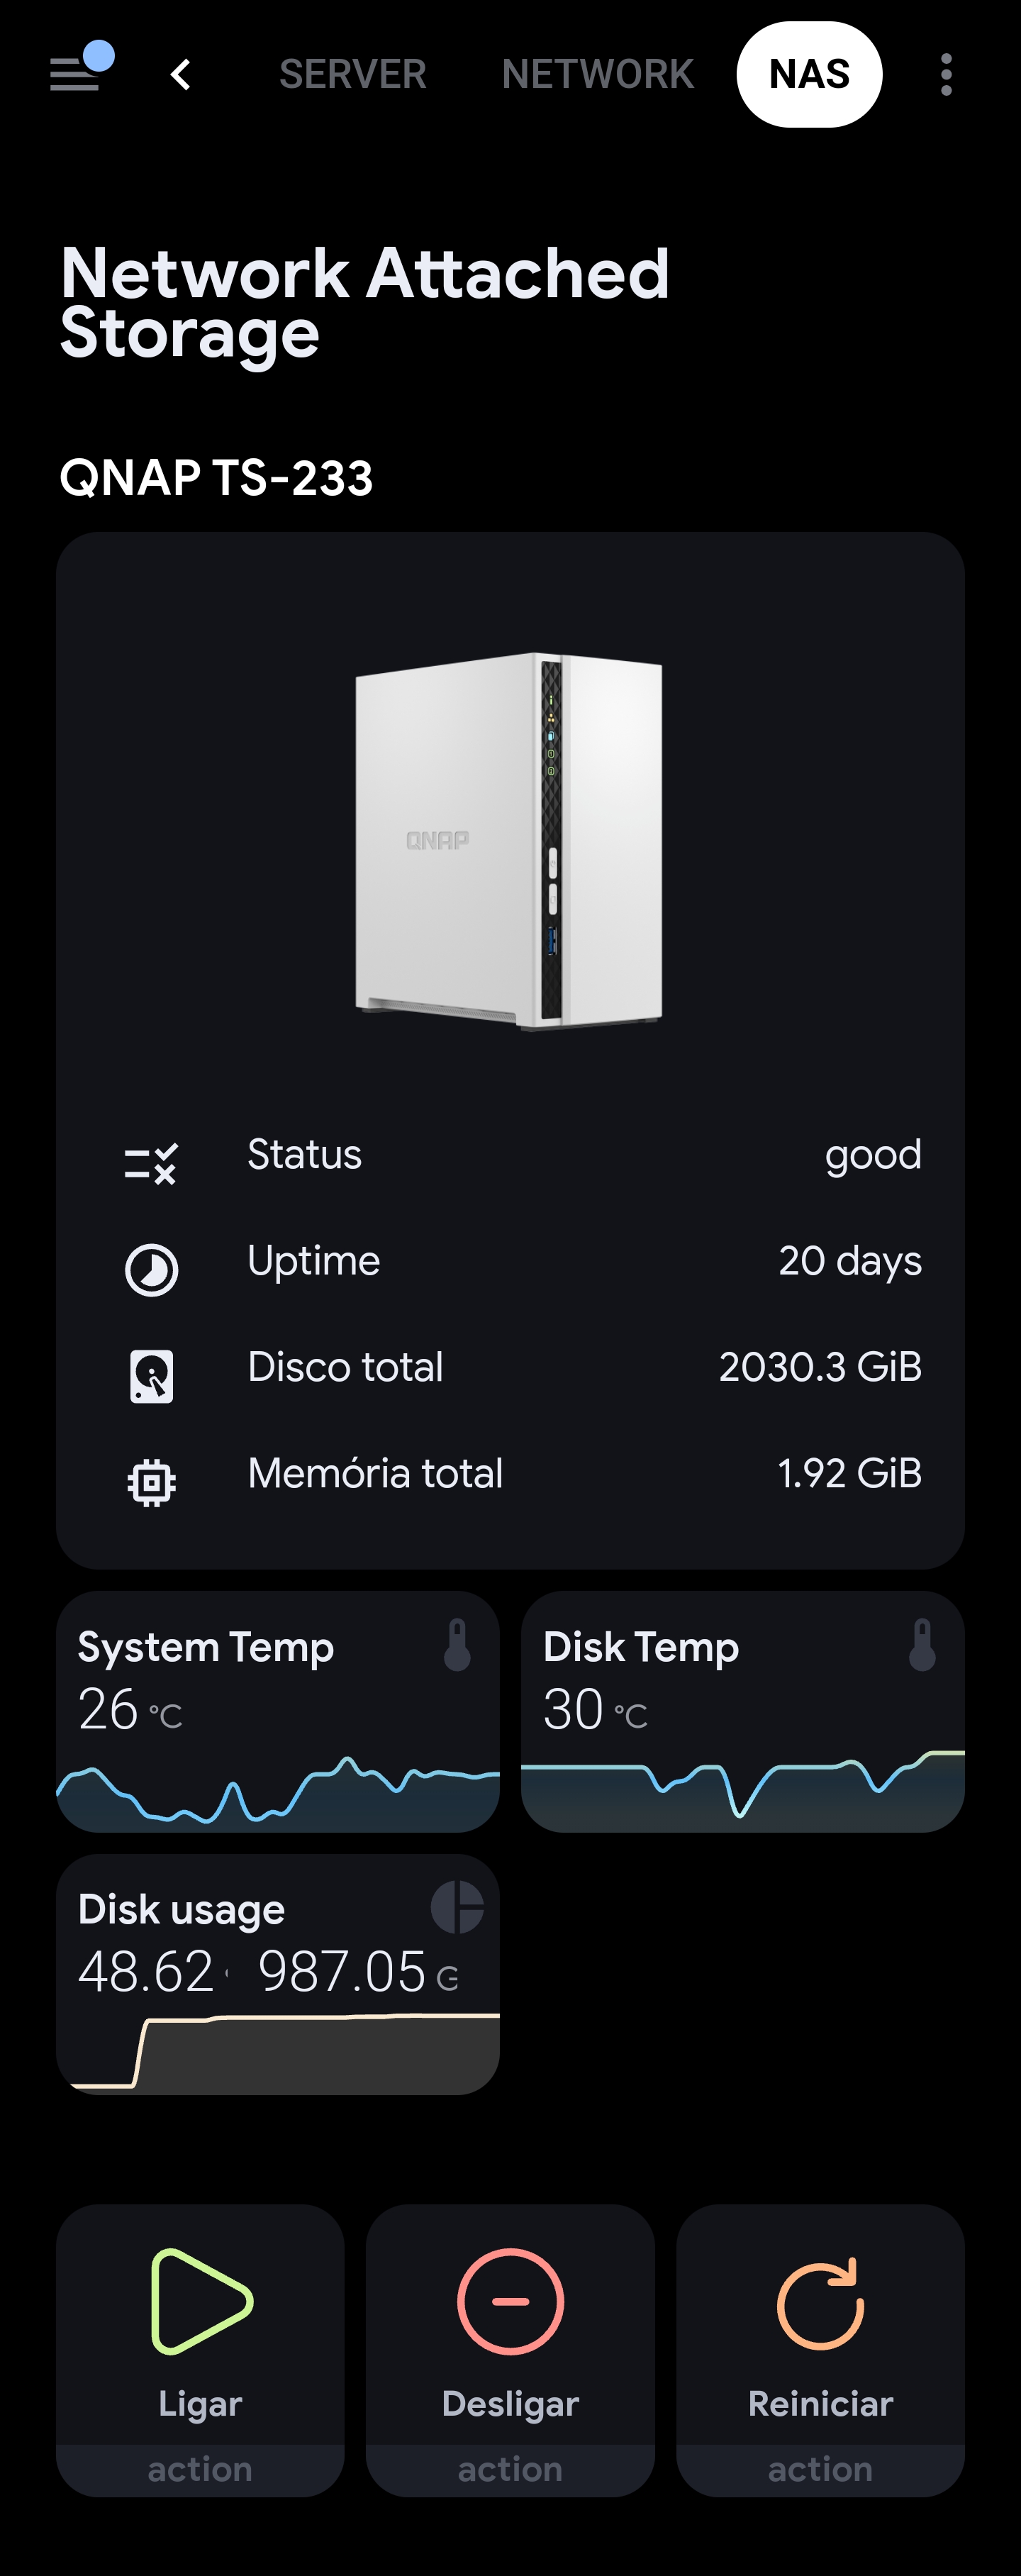 SERVER NETWORK NAS
Network Attached
Storage
QNAP TS-233
QNAP
Status good
Uptime 20 days
Disco total 2030.3 GiB
Memória total 1.92 GiB
System Temp
26 °C
Disk Temp
30 °C
Disk usage
48.62 987.05 G
Ligar
action
Desligar
action
Reiniciar
action